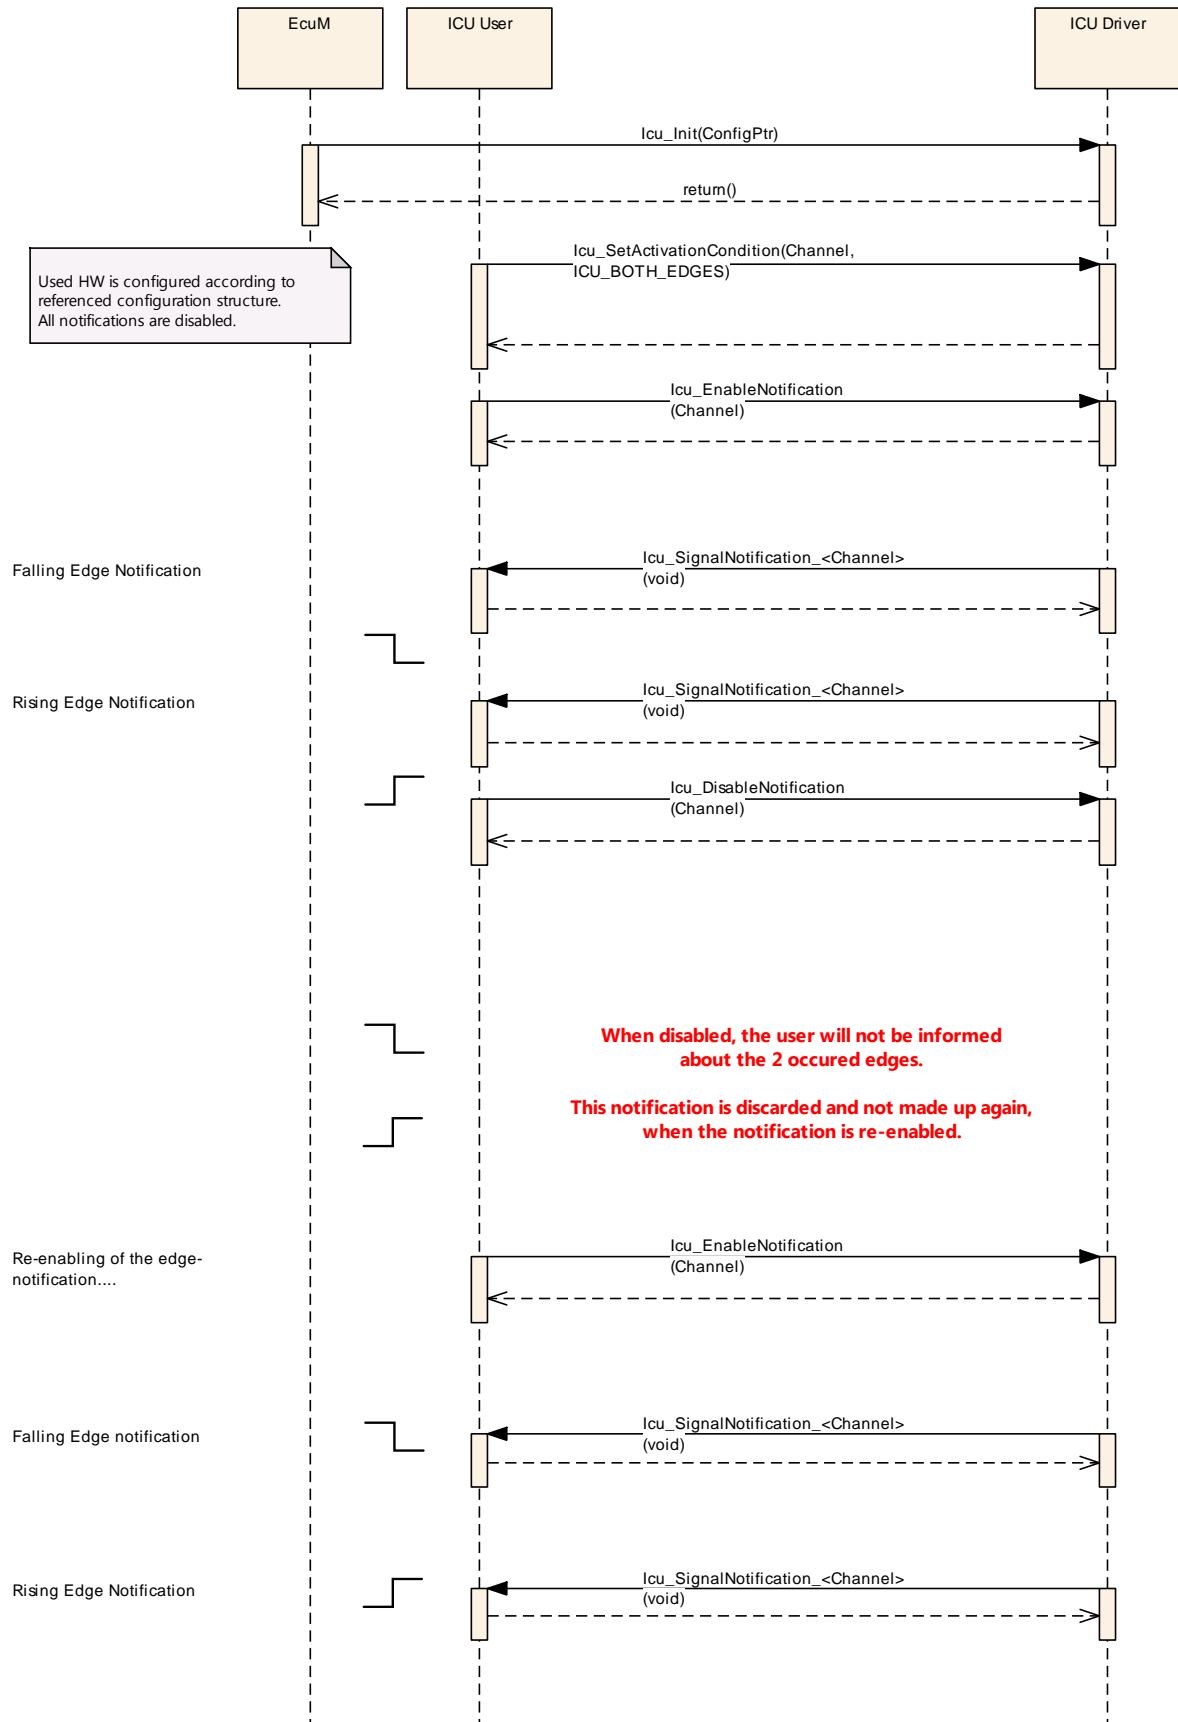 EcuM
ICU User
ICU Driver
Icu_Init(ConfigPtr)
return()
Icu_SetActivationCondition(Channel,
ICU_BOTH_EDGES)
Used HW is configured according to
referenced configuration structure.
All notifications are disabled.
Icu_EnableNotification
(Channel)
Falling Edge Notification
Icu_SignalNotification_<Channel>
(void)
Rising Edge Notification
Icu_SignalNotification_<Channel>
(void)
Icu_DisableNotification
(Channel)
When disabled, the user will not be informed
about the 2 occured edges.
This notification is discarded and not made up again,
when the notification is re-enabled.
Re-enabling of the edge-
notification....
Icu_EnableNotification
(Channel)
Falling Edge notification
Icu_SignalNotification_<Channel>
(void)
Rising Edge Notification
Icu_SignalNotification_<Channel>
(void)